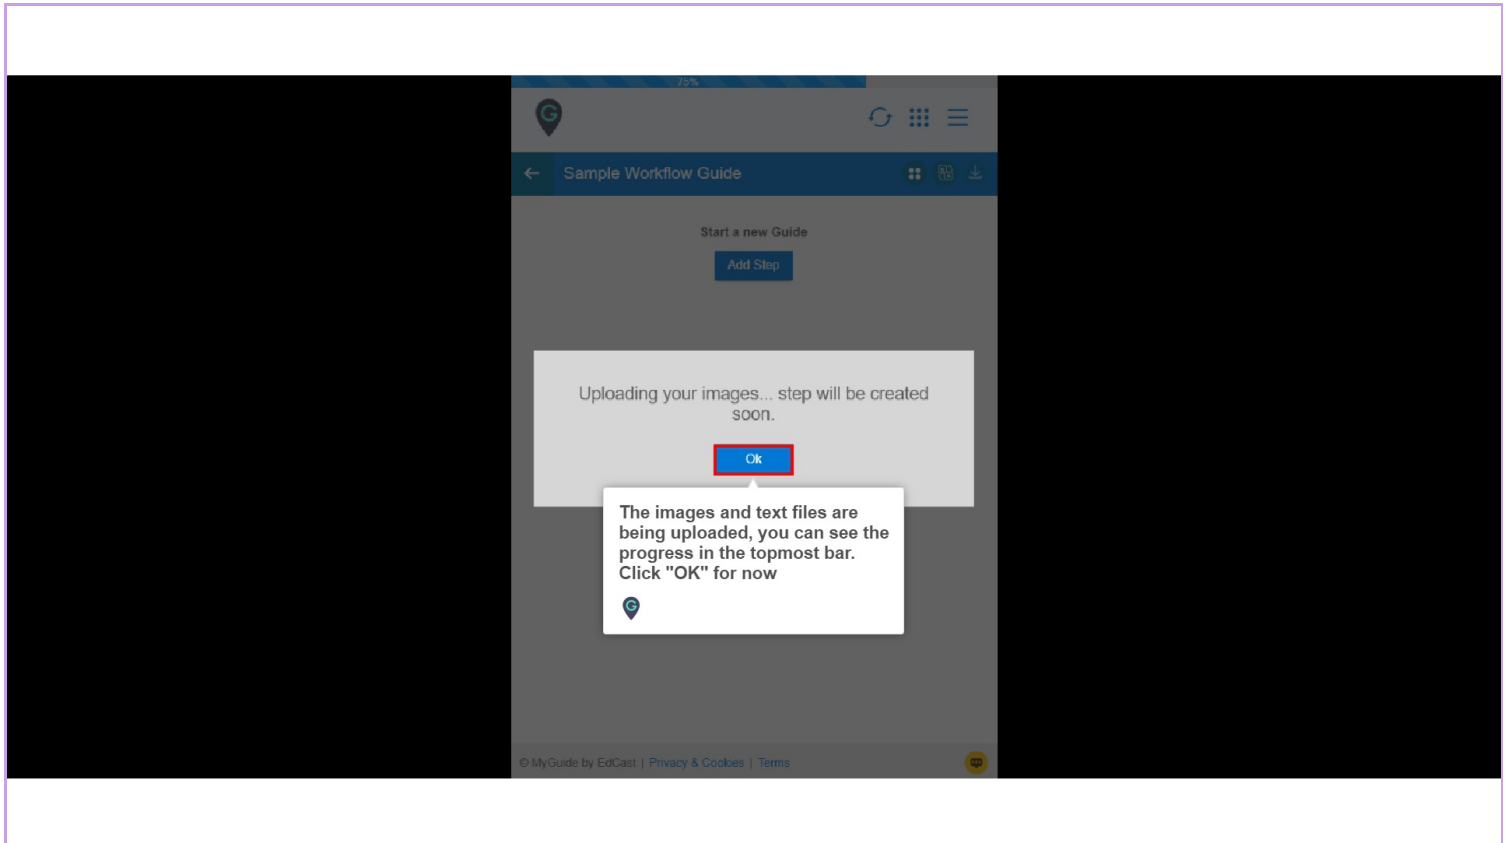 75%
Sample Workflow Guide
Start a new Guide
Add Step
Uploading your images... step will be created
soon.
Ok
The images and text files are
being uploaded, you can see the
progress in the topmost bar.
Click "OK" for now
G
© MyGuide by EdCast | Privacy & Cookies | Terms